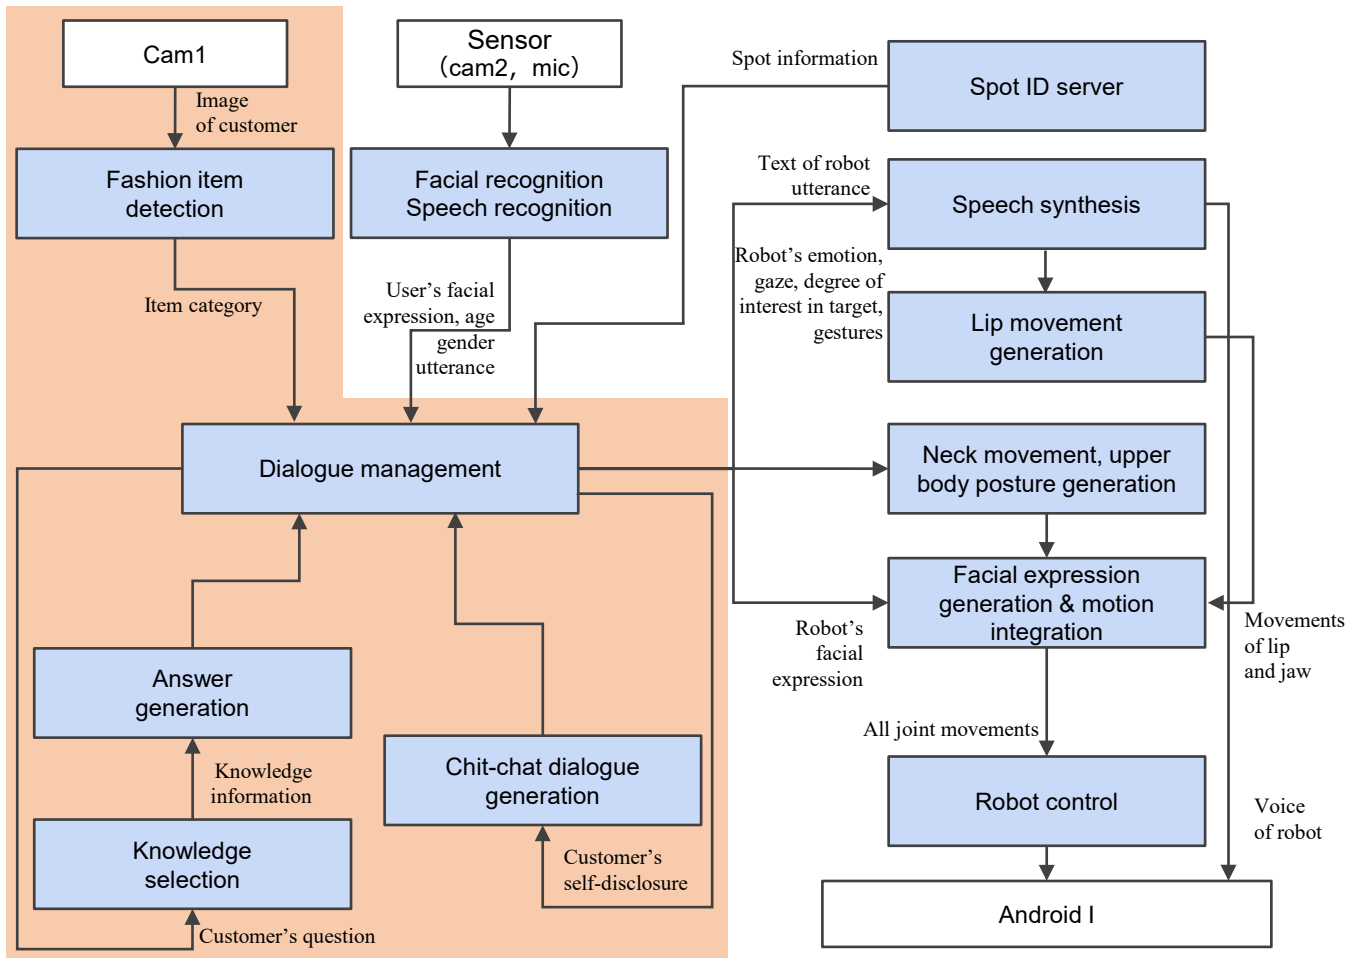 Cam1
Image
of customer
Fashion item
detection
Item category
Sensor
（cam2，mic）
Facial recognition
Speech recognition
User’s facial
expression, age
gender
utterance
Spot information
Spot ID server
Text of robot
utterance
Speech synthesis
Robot’s emotion,
gaze, degree of
interest in target,
gestures
Lip movement
generation
Dialogue management
Neck movement, upper
body posture generation
Facial expression
generation & motion
integration
Robot’s
facial
expression
Movements
of lip
and jaw
Answer
generation
Knowledge
information
Knowledge
selection
Customer’s question
Chit-chat dialogue
generation
Customer’s
self-disclosure
All joint movements
Robot control
Voice
of robot
Android I